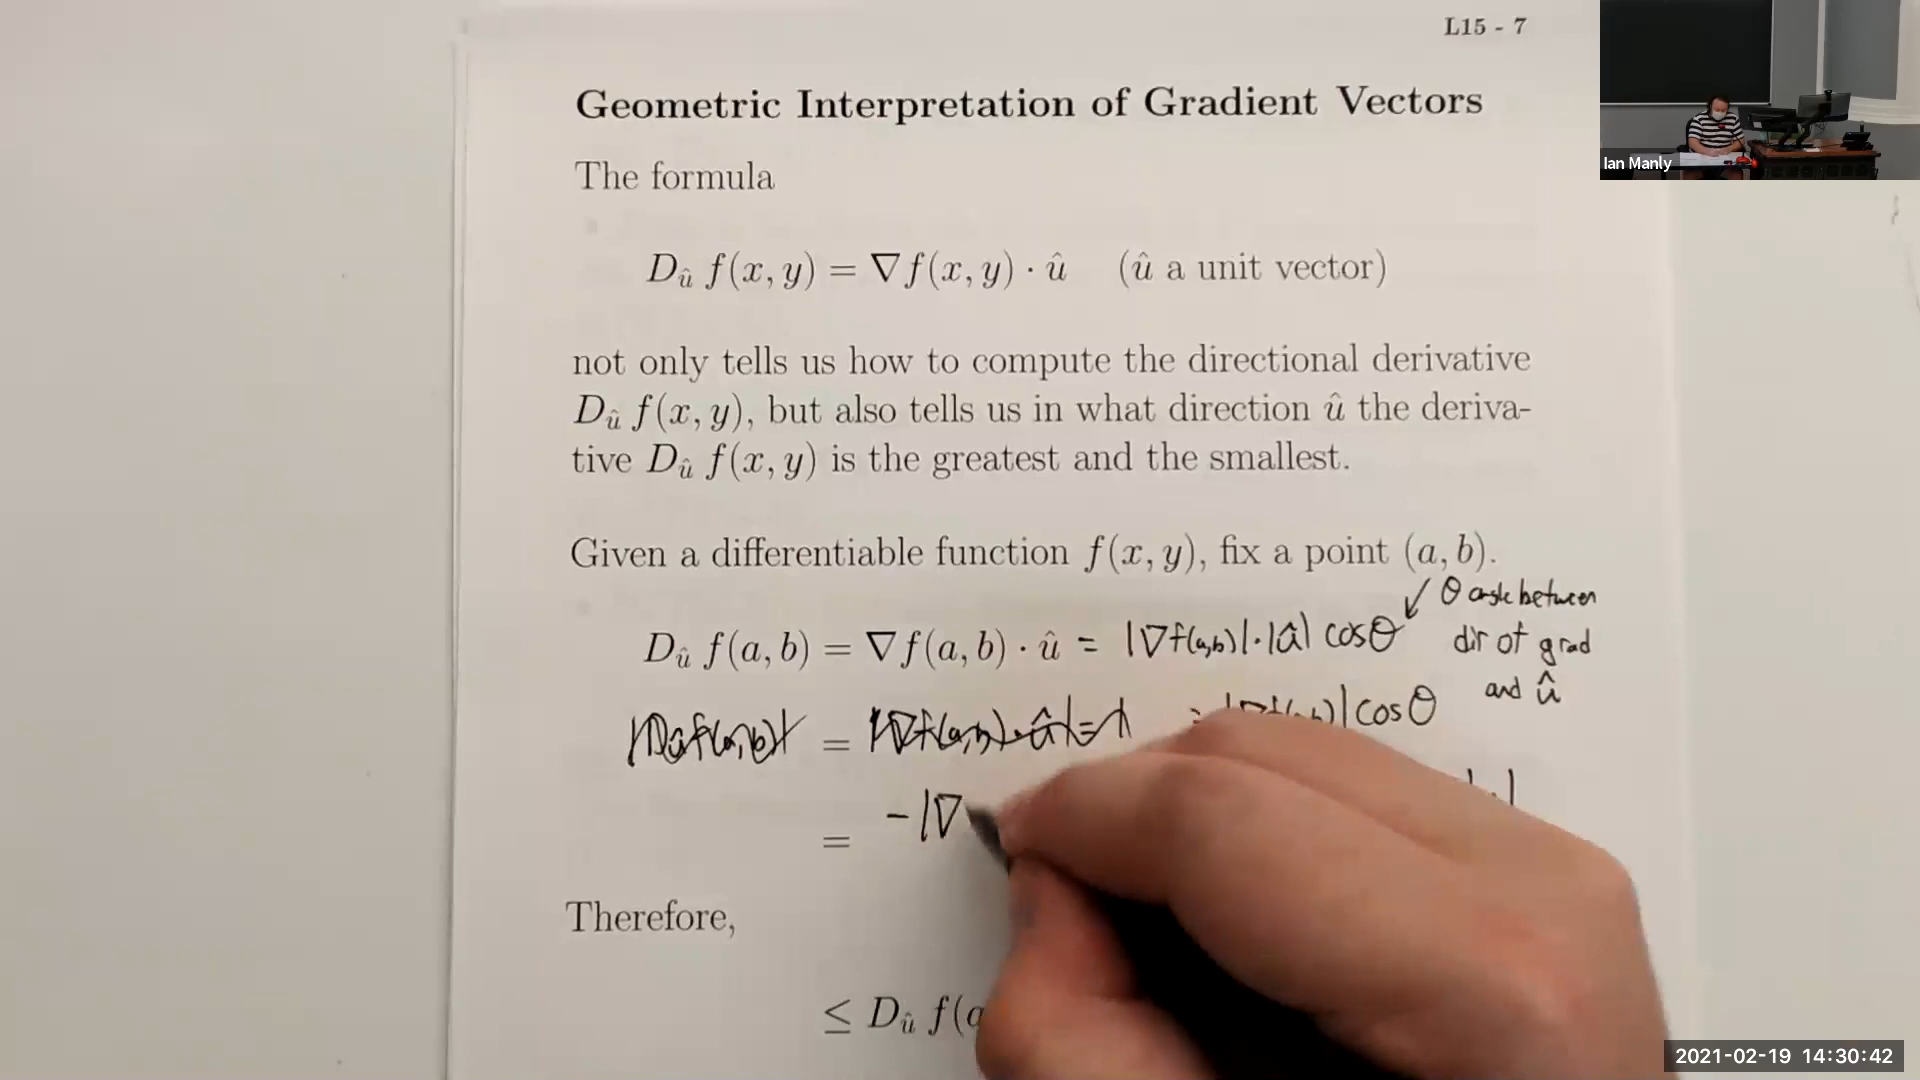 L15 - 7
Geometric Interpretation of Gradient Vectors
Ian Manly
The formula
D_û f(x, y) = ∇f(x, y) · û (û a unit vector)
not only tells us how to compute the directional derivative
D_û f(x, y), but also tells us in what direction û the deriva-
tive D_û f(x, y) is the greatest and the smallest.
Given a differentiable function f(x, y), fix a point (a, b).
θ angle between
dir of grad
and û
D_û f(a, b) = ∇f(a, b) · û = |∇f(a,b)|·|û| cosθ
|D_û f(a,b)| = |∇f(a,b)·û| =
|cosθ
= -|∇
Therefore,
≤ D_û f(a
2021-02-19 14:30:42